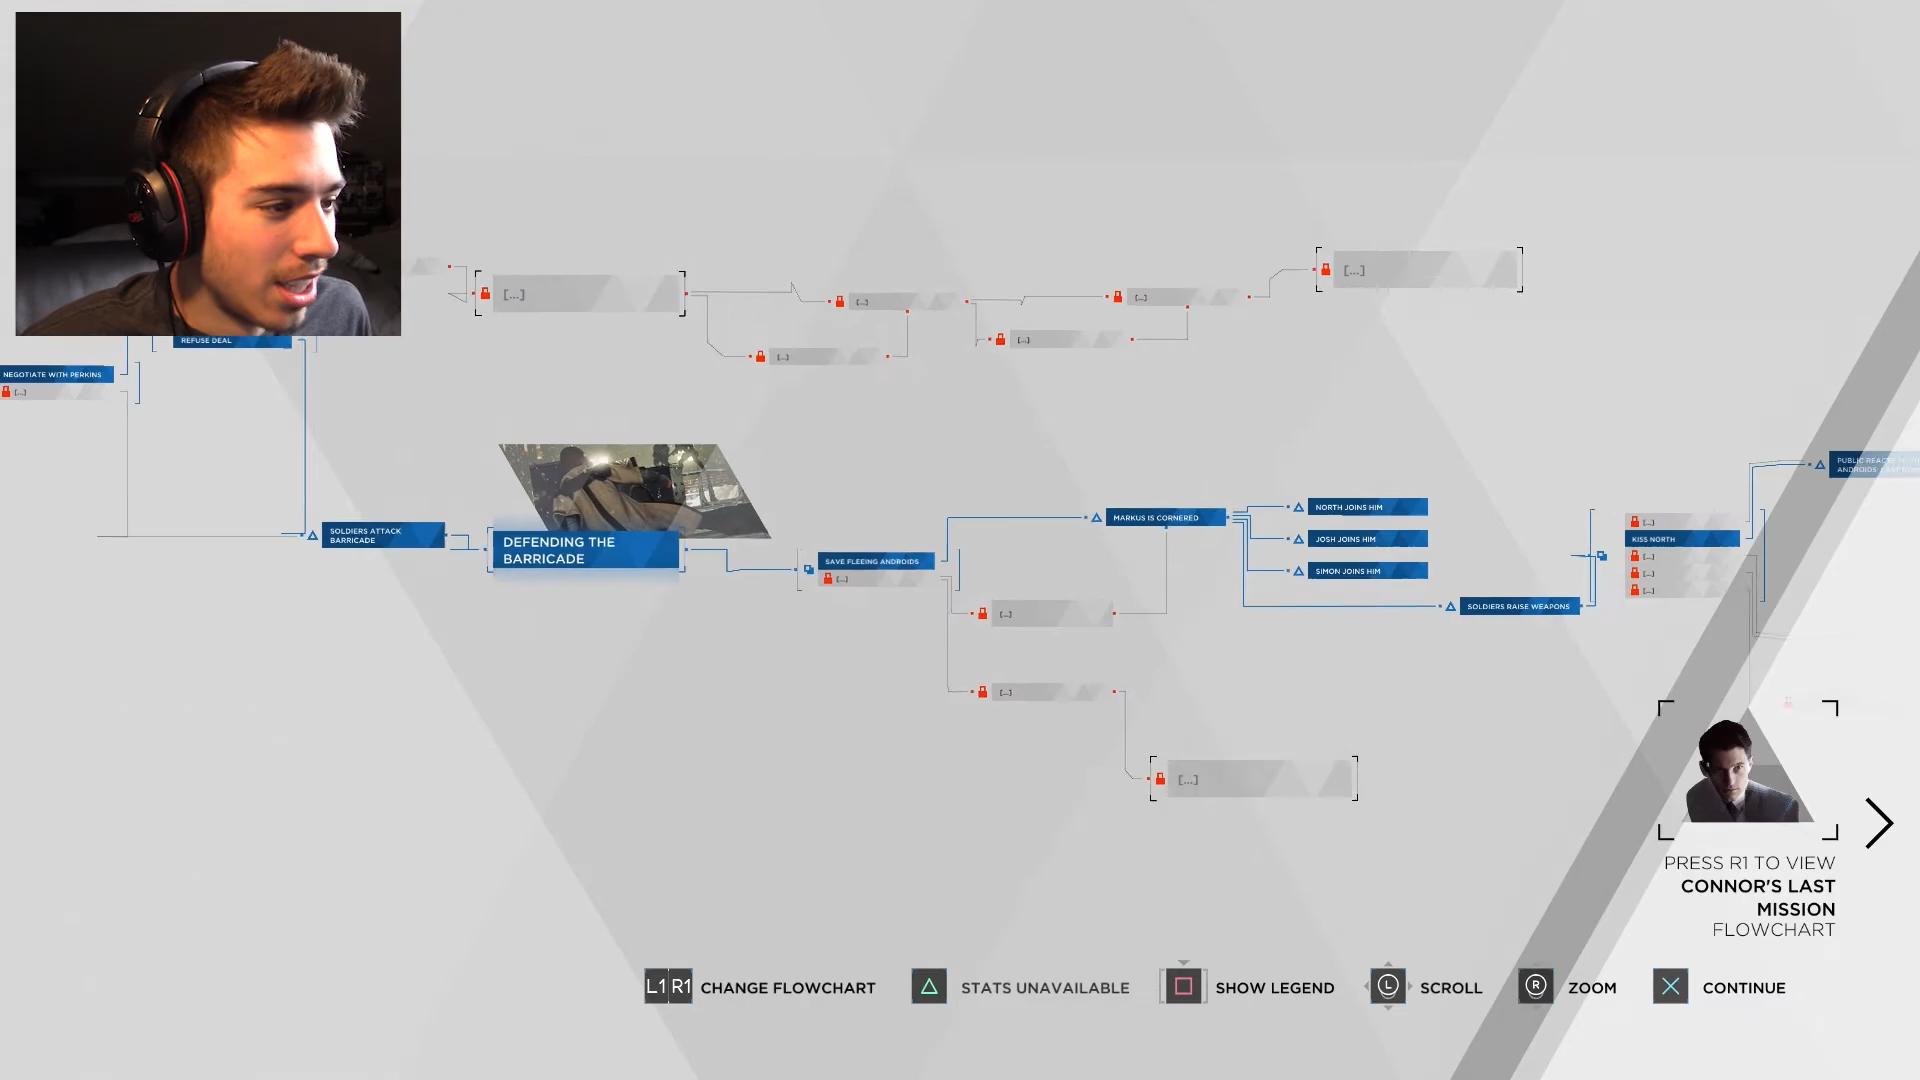 [...]
[...]
[...]
[...]
[...]
[...]
REFUSE DEAL
NEGOTIATE WITH PERKINS
[...]
SOLDIERS ATTACK
BARRICADE
DEFENDING THE
BARRICADE
SAVE FLEEING ANDROIDS
[...]
MARKUS IS CORNERED
NORTH JOINS HIM
JOSH JOINS HIM
SIMON JOINS HIM
SOLDIERS RAISE WEAPONS
[...]
KISS NORTH
[...]
[...]
[...]
PUBLIC
ANDROIDS
[...]
[...]
[...]
PRESS R1 TO VIEW
CONNOR'S LAST
MISSION
FLOWCHART
L1 R1 CHANGE FLOWCHART
STATS UNAVAILABLE
SHOW LEGEND
L SCROLL
R ZOOM
CONTINUE